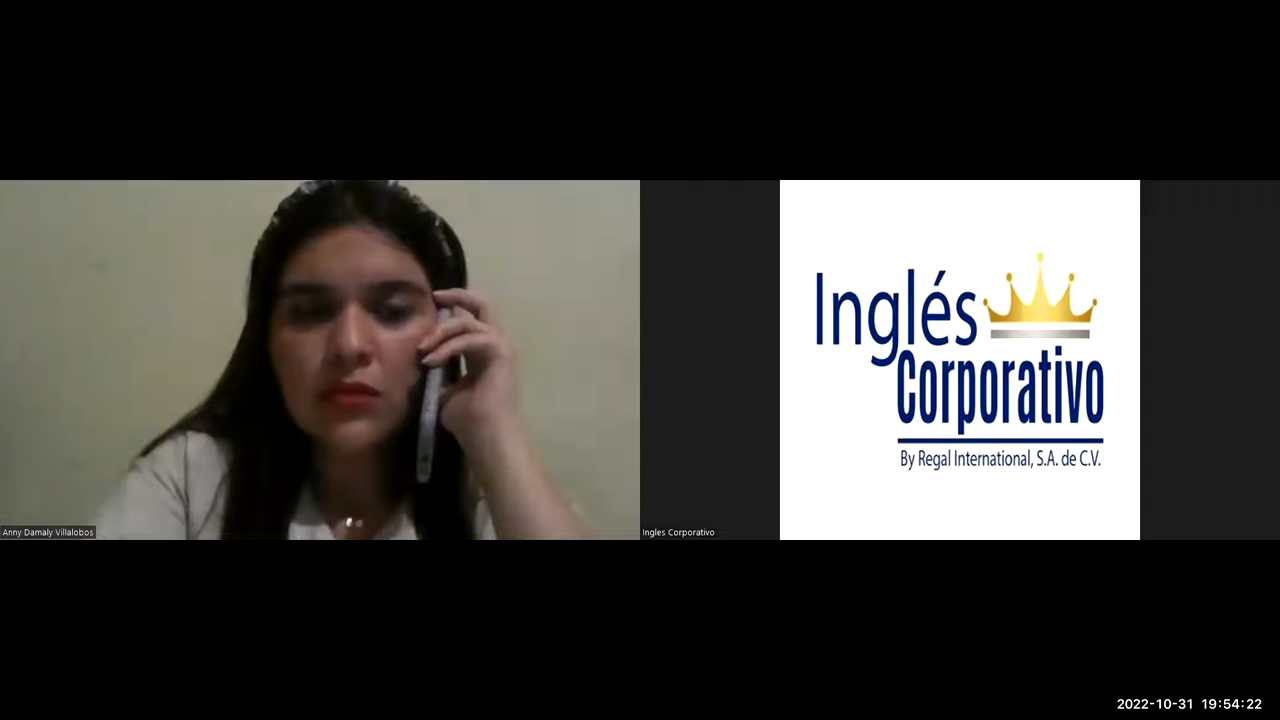 Inglés
Corporativo
By Regal International, S.A. de C.V.
Anny Damaly Villalobos
Ingles Corporativo
2022-10-31 19:54:22